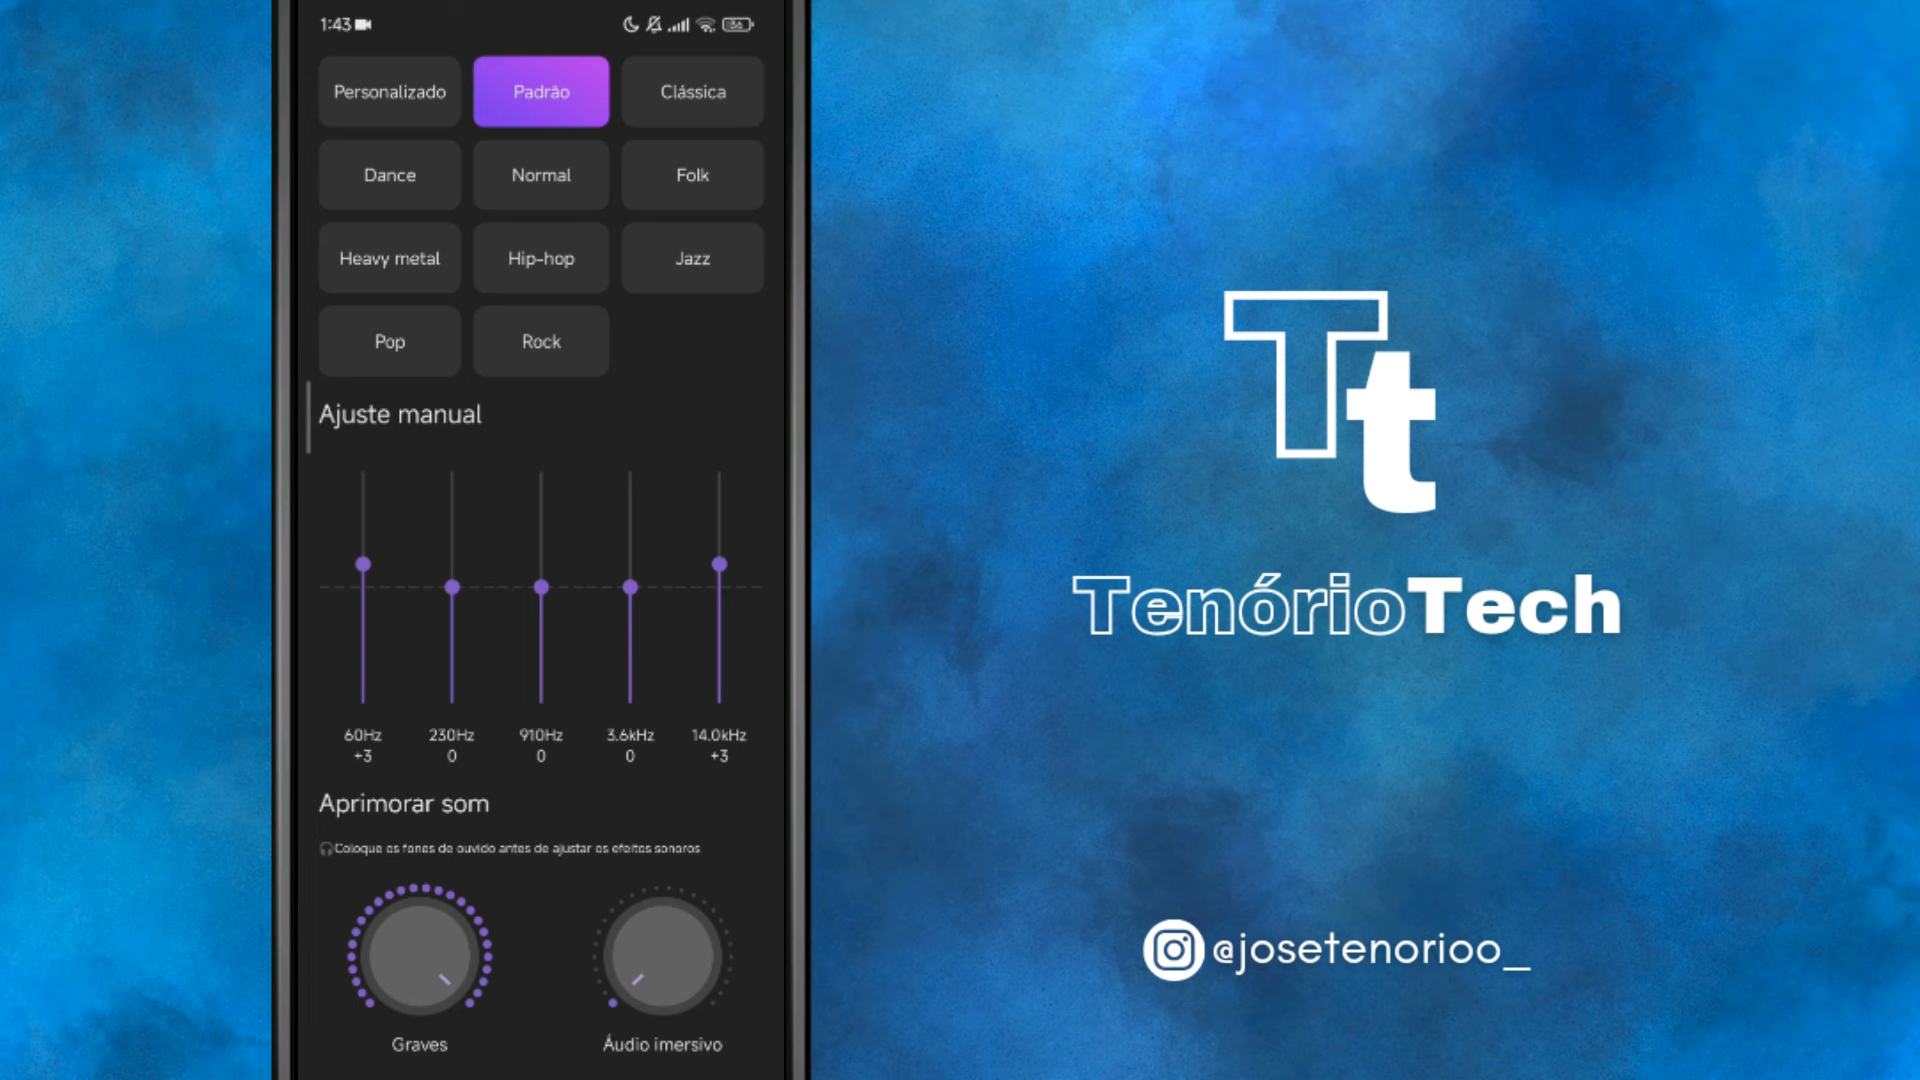 1:43
56
Personalizado Padrão Clássica
Dance Normal Folk
Heavy metal Hip-hop Jazz
Pop Rock
Ajuste manual
60Hz 230Hz 910Hz 3.6kHz 14.0kHz
+3 0 0 0 +3
Aprimorar som
Coloque os fones de ouvido antes de ajustar os efeitos sonoros
Graves Áudio imersivo
Tt
TenórioTech
@josetenorioo_